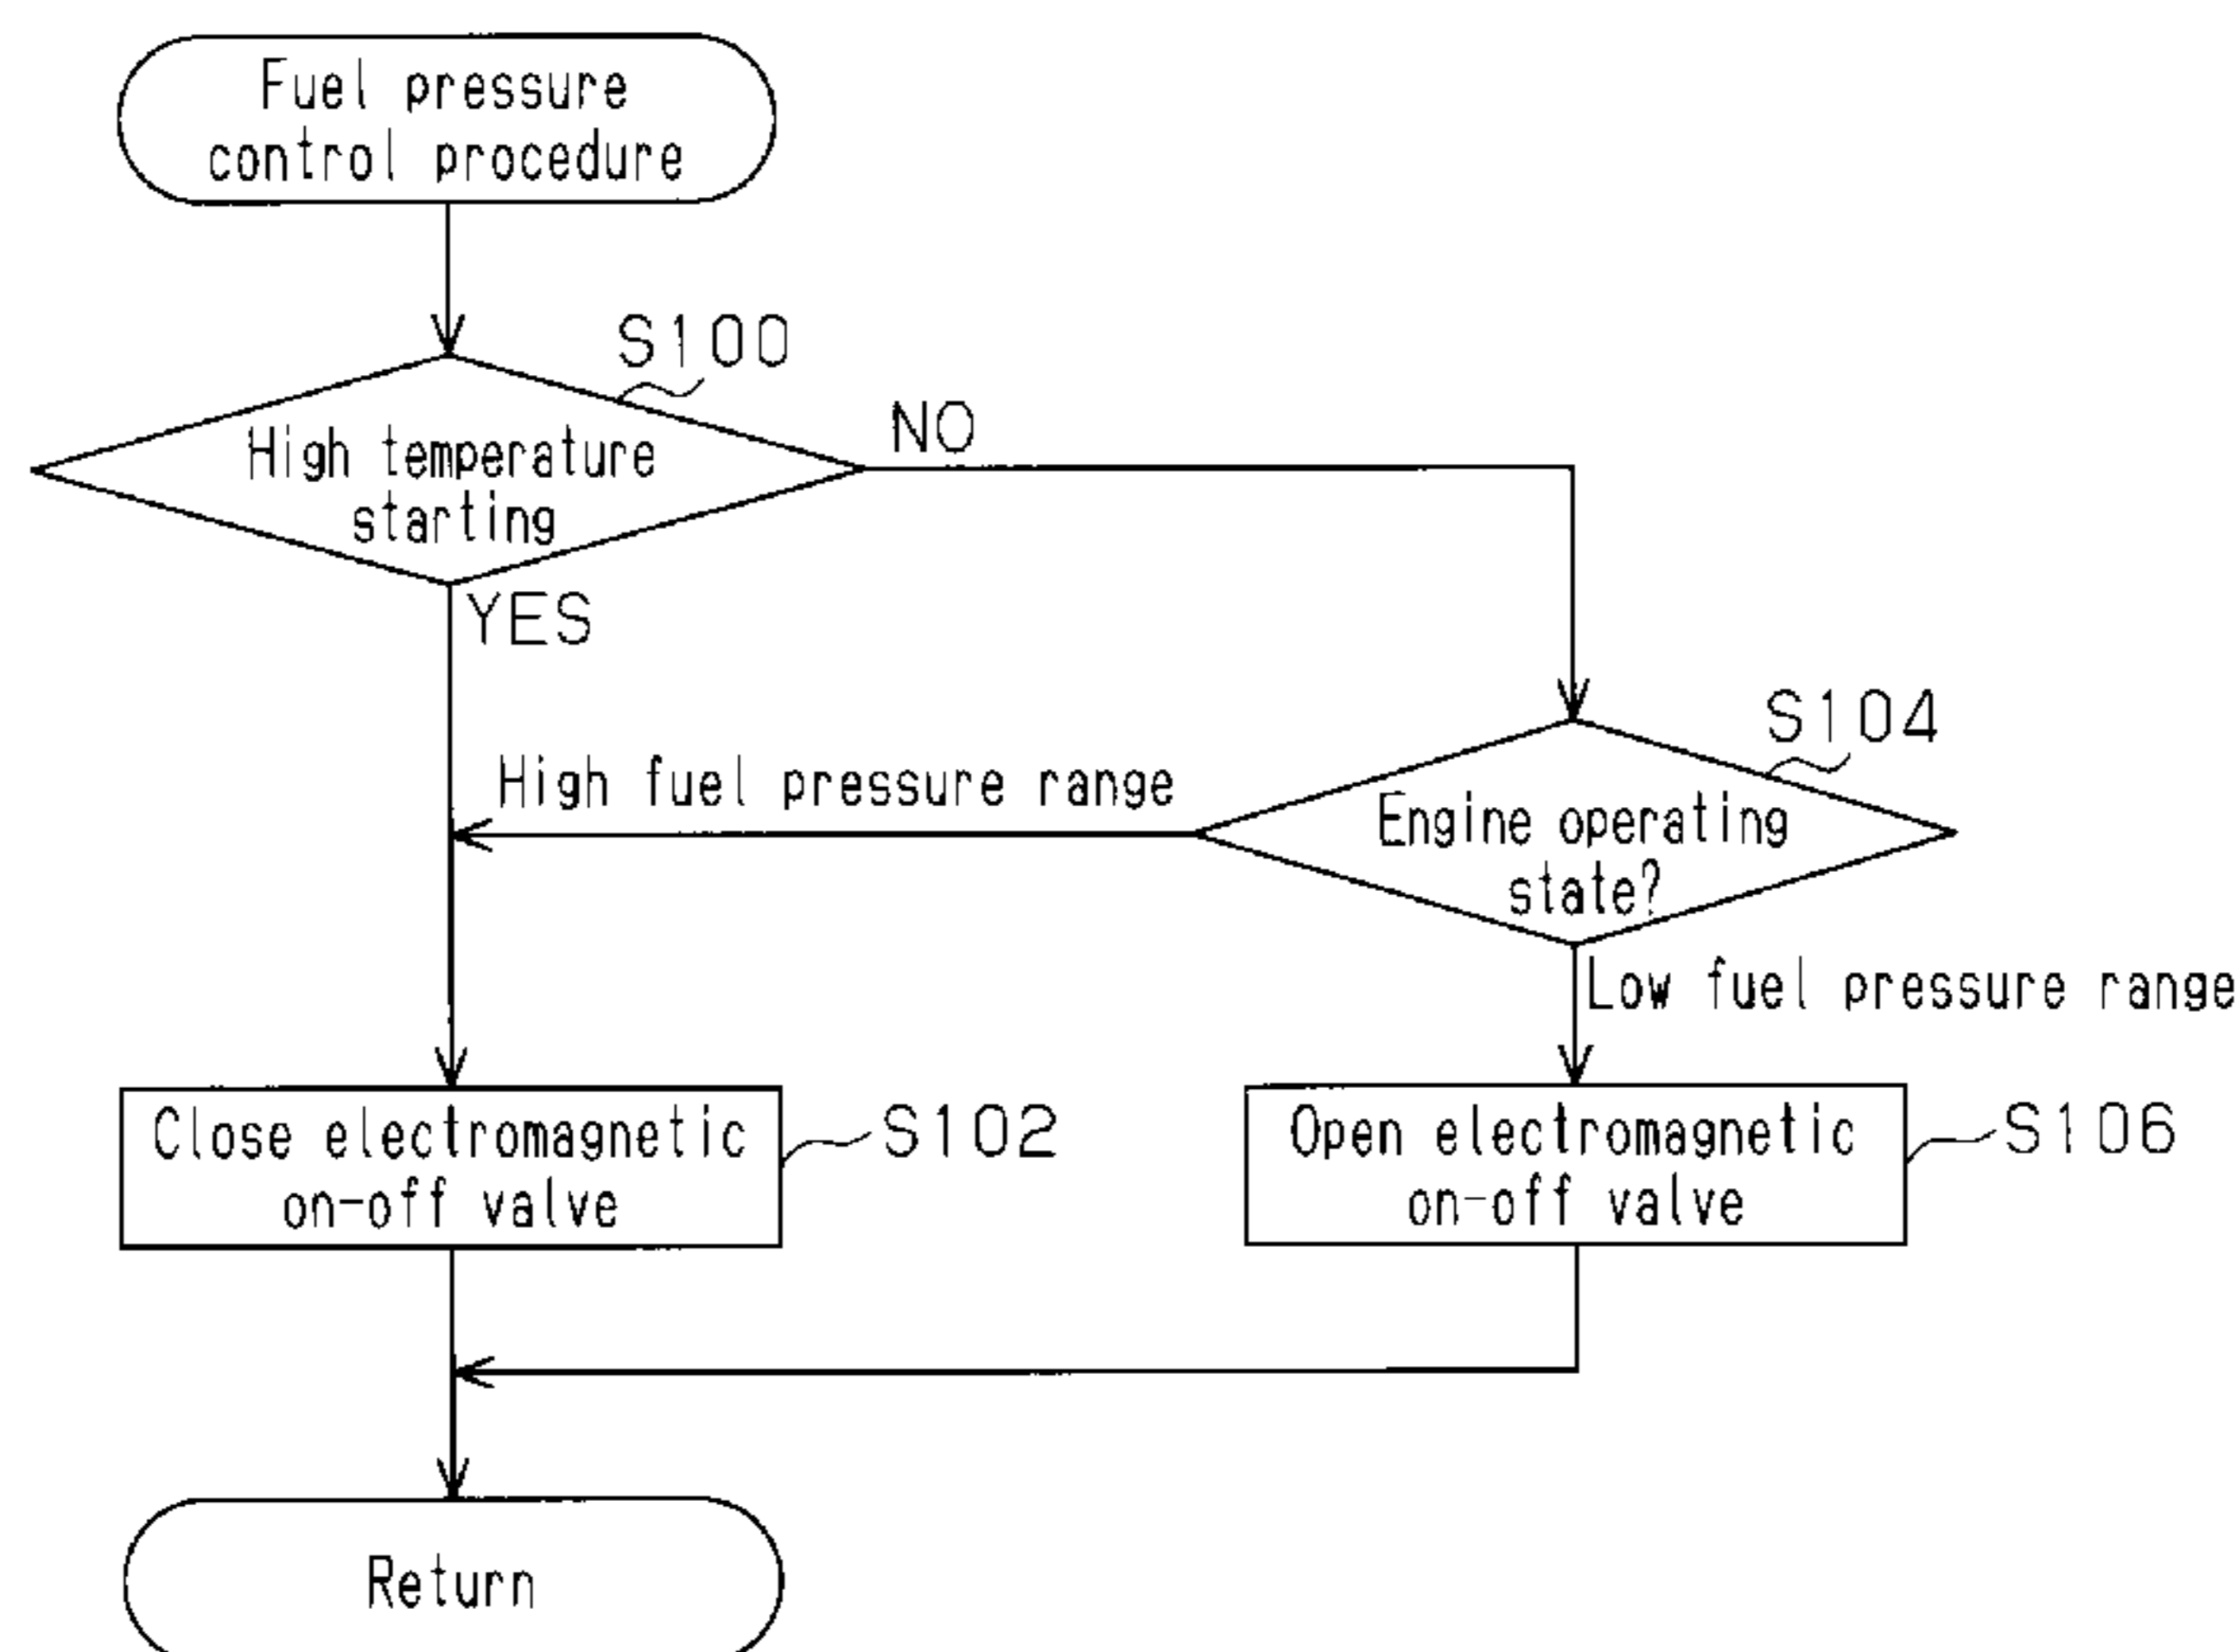 Fuel pressure
control procedure
S100
High temperature
starting
NO
YES
S104
High fuel pressure range
Engine operating
state?
Low fuel pressure range
Close electromagnetic
on-off valve
S102
Open electromagnetic
on-off valve
S106
Return